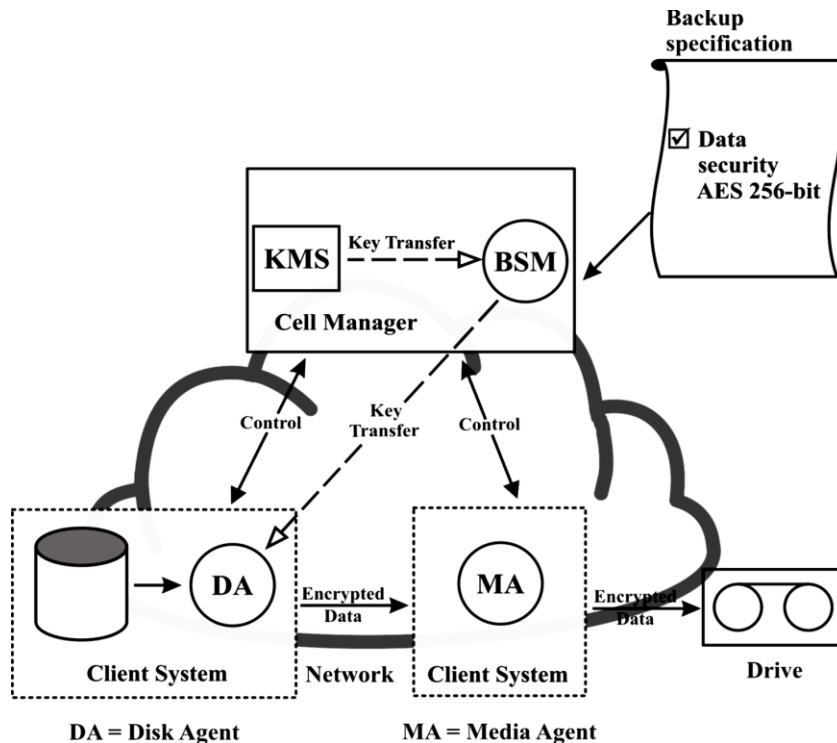 Backup
specification
Data
security
AES 256-bit
KMS
Key Transfer
BSM
Cell Manager
Control
Key
Transfer
Control
DA
Encrypted
Data
MA
Encrypted
Data
Client System
Network
Client System
Drive
DA = Disk Agent
MA = Media Agent